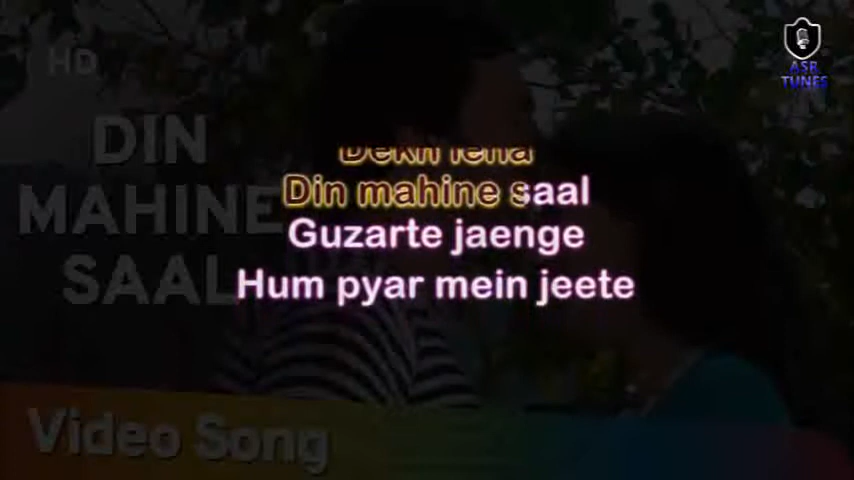 HD
ASR
TUNES
DIN
MAHINE
SAAL
Dekh lena
Din mahine saal
Guzarte jaenge
Hum pyar mein jeete
Video Song